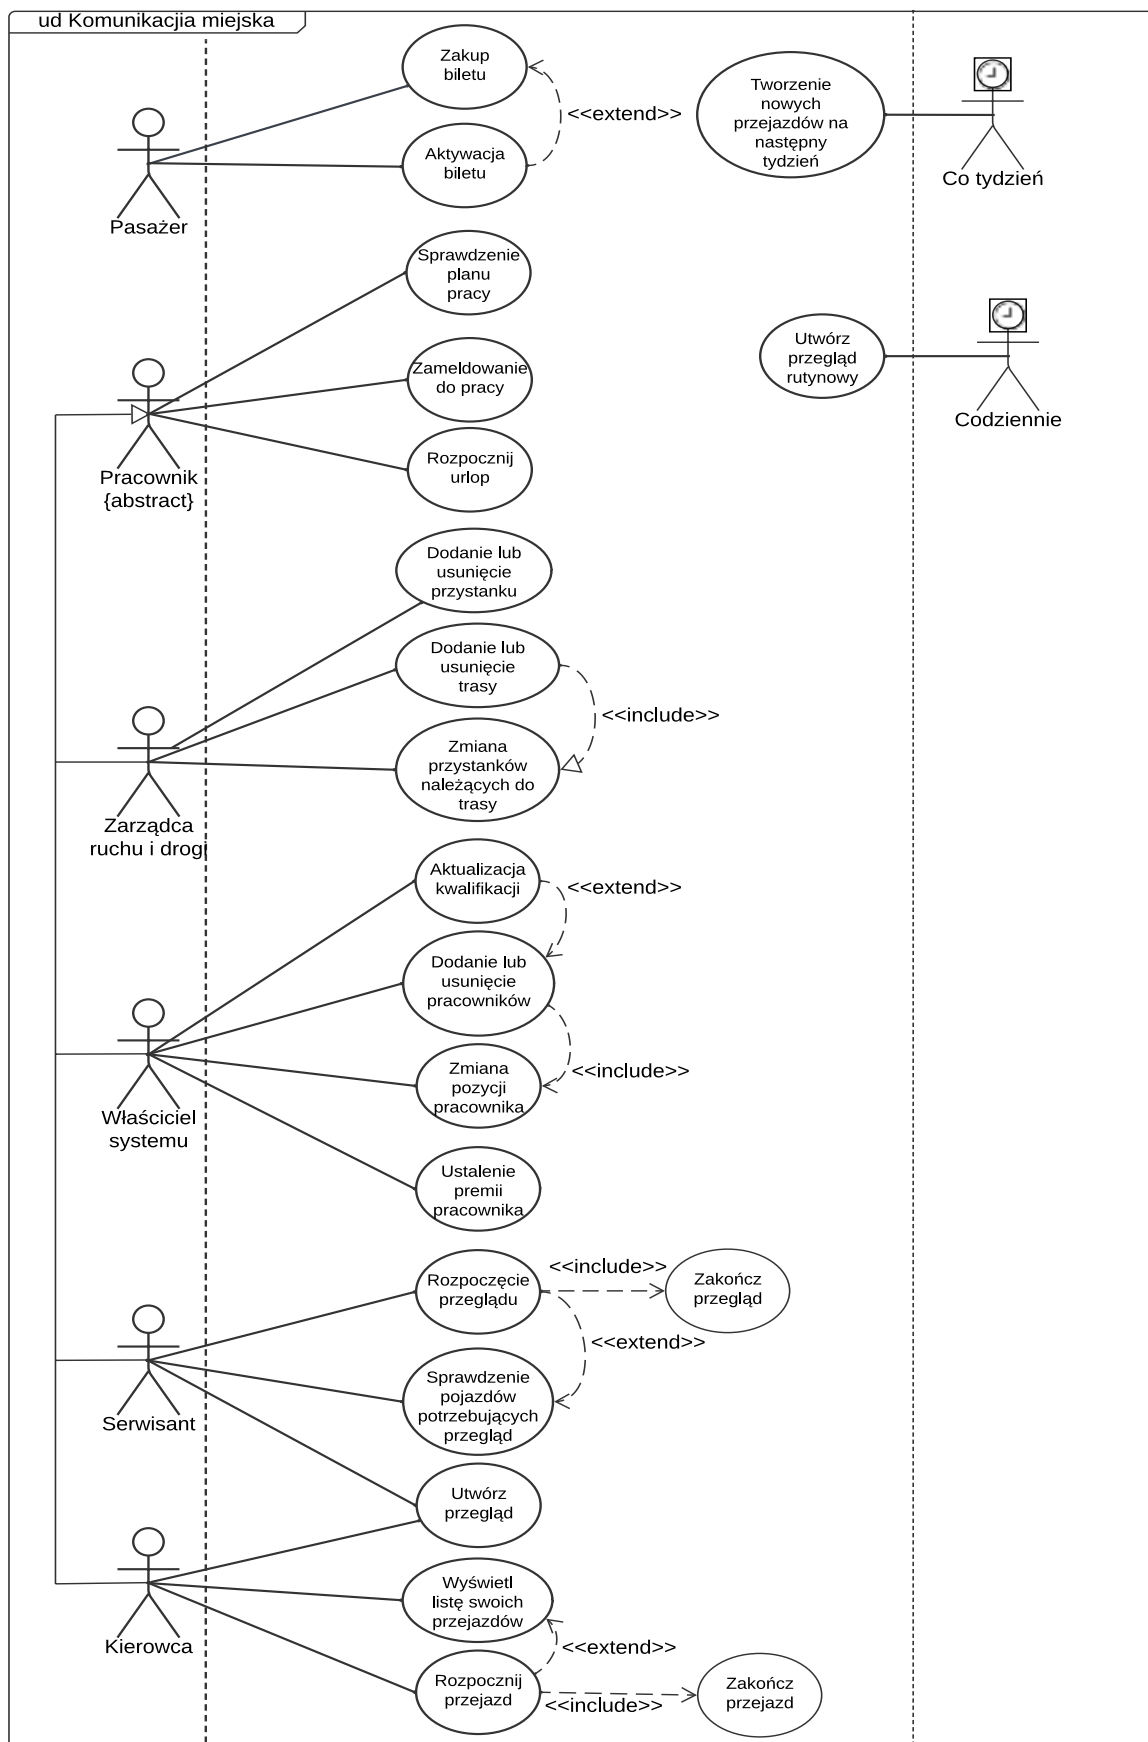 ud Komunikacjia miejska
Zakup
biletu
<<extend>>
Aktywacja
biletu
Pasażer
Tworzenie
nowych
przejazdów na
następny
tydzień
Co tydzień
Sprawdzenie
planu
pracy
Zameldowanie
do pracy
Rozpocznij
urlop
Pracownik
{abstract}
Utwórz
przegląd
rutynowy
Codziennie
Dodanie lub
usunięcie
przystanku
Dodanie lub
usunięcie
trasy
<<include>>
Zmiana
przystanków
należących do
trasy
Zarządca
ruchu i drogi
Aktualizacja
kwalifikacji
<<extend>>
Dodanie lub
usunięcie
pracowników
<<include>>
Zmiana
pozycji
pracownika
Właściciel
systemu
Ustalenie
premii
pracownika
Rozpoczęcie
przeglądu
<<include>>
Zakończ
przegląd
<<extend>>
Sprawdzenie
pojazdów
potrzebujących
przegląd
Serwisant
Utwórz
przegląd
Wyświetl
listę swoich
przejazdów
Kierowca
<<extend>>
Rozpocznij
przejazd
<<include>>
Zakończ
przejazd